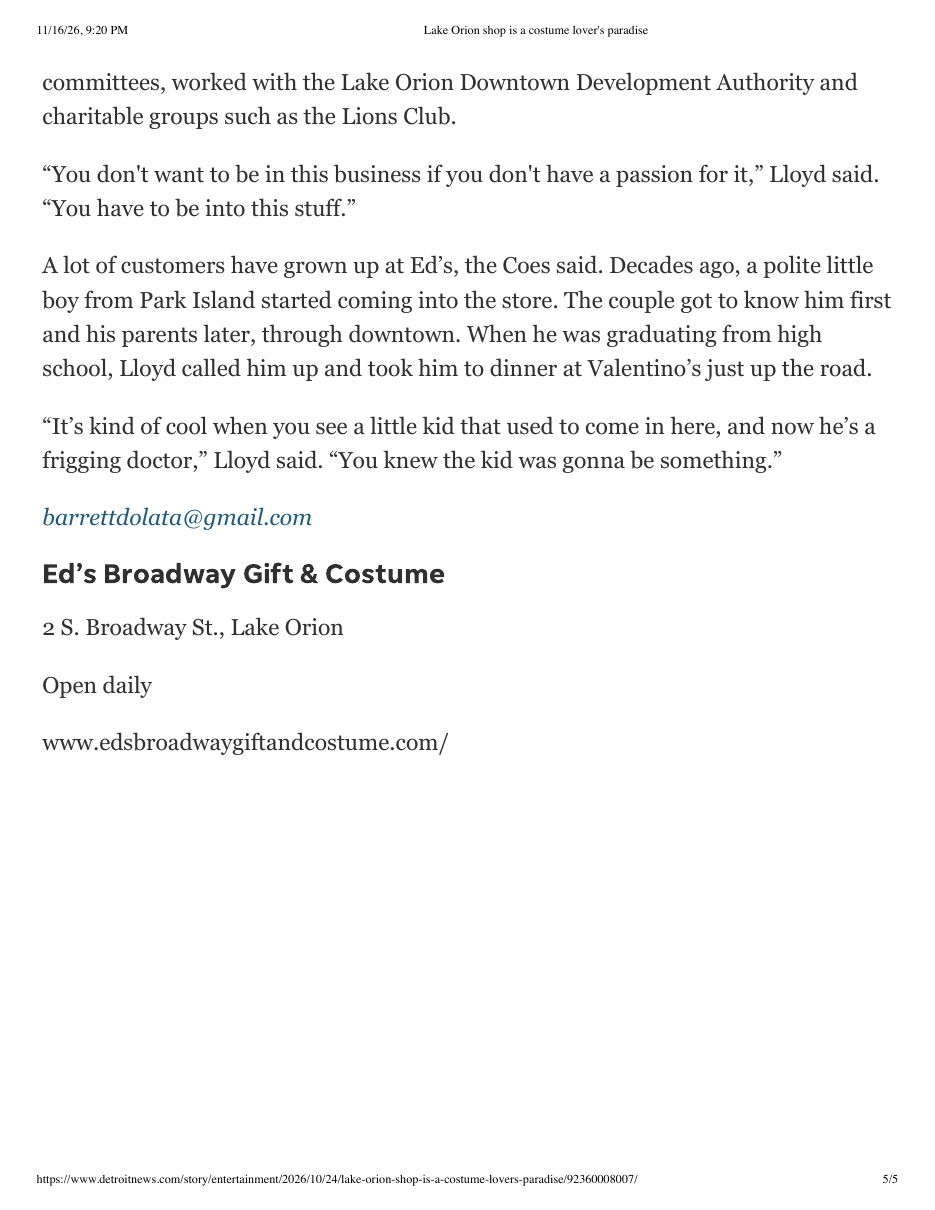 11/16/26, 9:20 PM
Lake Orion shop is a costume lover's paradise
committees, worked with the Lake Orion Downtown Development Authority and
charitable groups such as the Lions Club.
“You don't want to be in this business if you don't have a passion for it,” Lloyd said.
“You have to be into this stuff.”
A lot of customers have grown up at Ed’s, the Coes said. Decades ago, a polite little
boy from Park Island started coming into the store. The couple got to know him first
and his parents later, through downtown. When he was graduating from high
school, Lloyd called him up and took him to dinner at Valentino’s just up the road.
“It’s kind of cool when you see a little kid that used to come in here, and now he’s a
frigging doctor,” Lloyd said. “You knew the kid was gonna be something.”
barrettdolata@gmail.com
Ed’s Broadway Gift & Costume
2 S. Broadway St., Lake Orion
Open daily
www.edsbroadwaygiftandcostume.com/
https://www.detroitnews.com/story/entertainment/2026/10/24/lake-orion-shop-is-a-costume-lovers-paradise/92360008007/
5/5